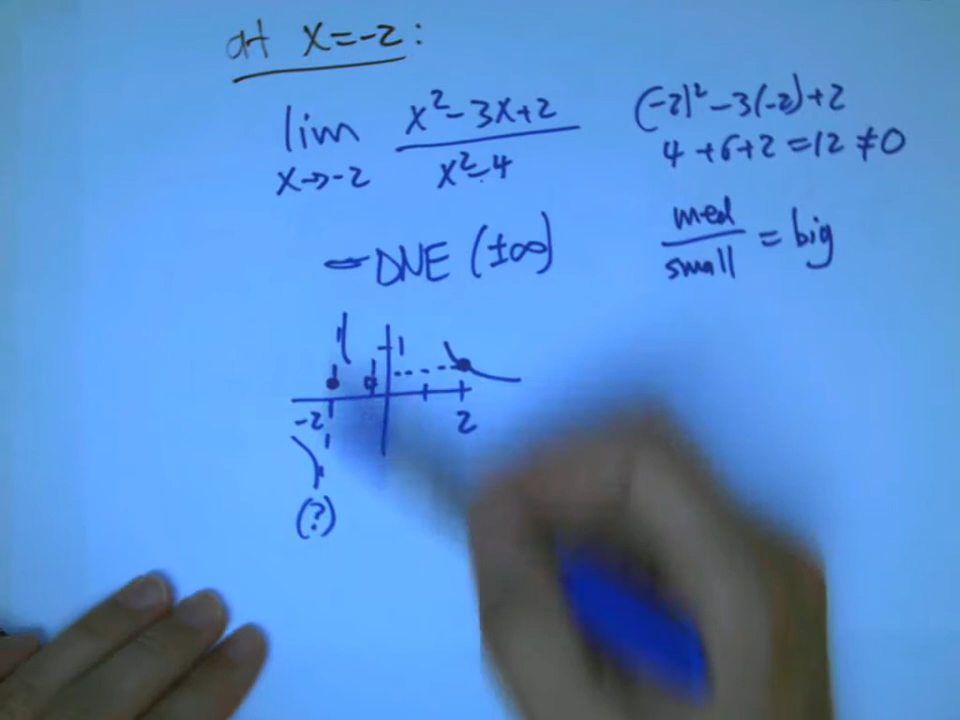 at x=-2:
lim x→-2 (x²-3x+2)/(x²-4)
(-2)²-3(-2)+2
4+6+2=12≠0
=DNE (±∞)
med/small = big
1
-2 2
(?)